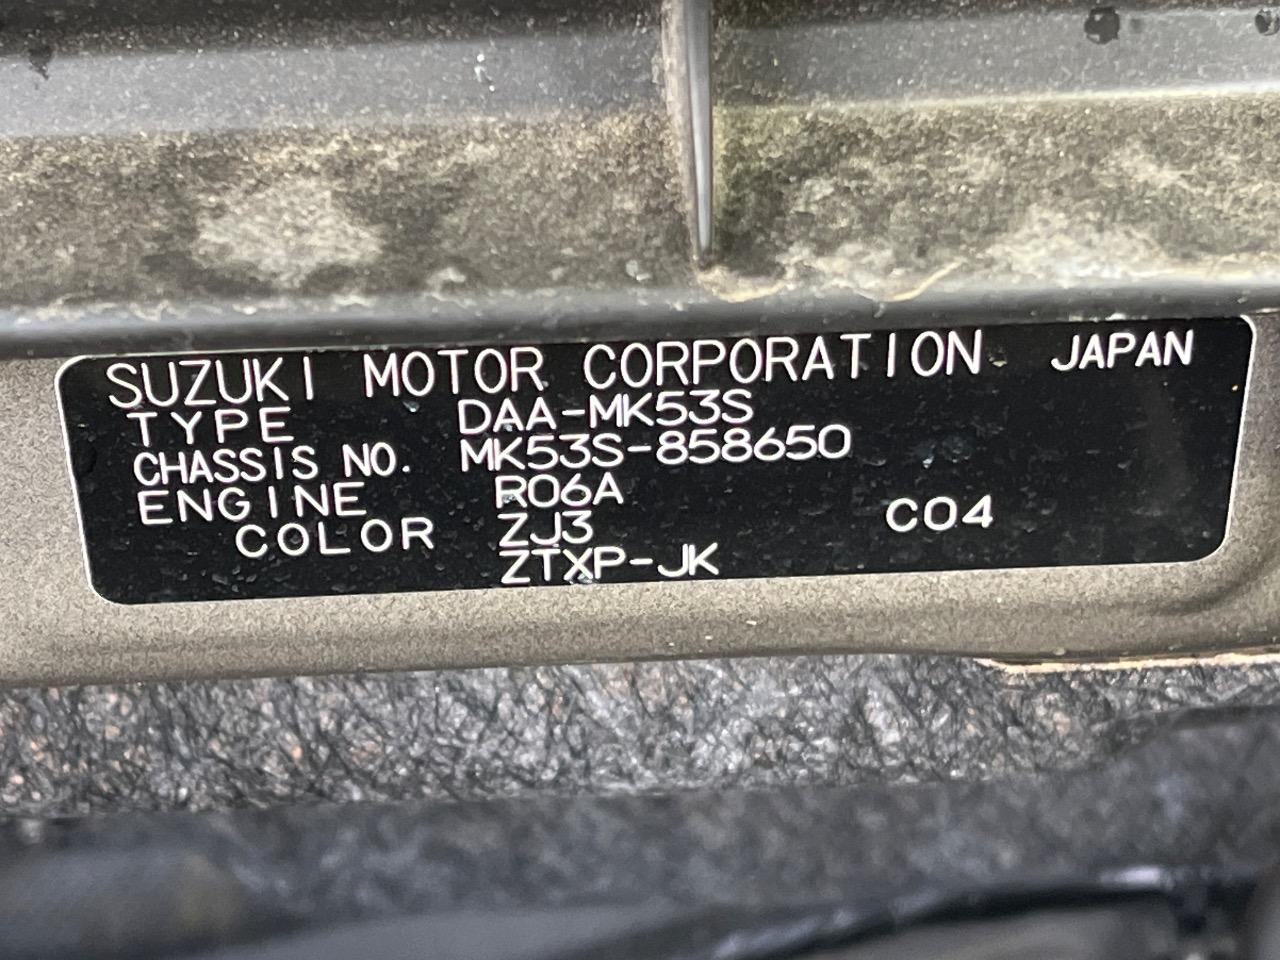 SUZUKI MOTOR CORPORATION JAPAN
TYPE DAA-MK53S
CHASSIS NO. MK53S-858650
ENGINE R06A
COLOR ZJ3 C04
ZTXP-JK